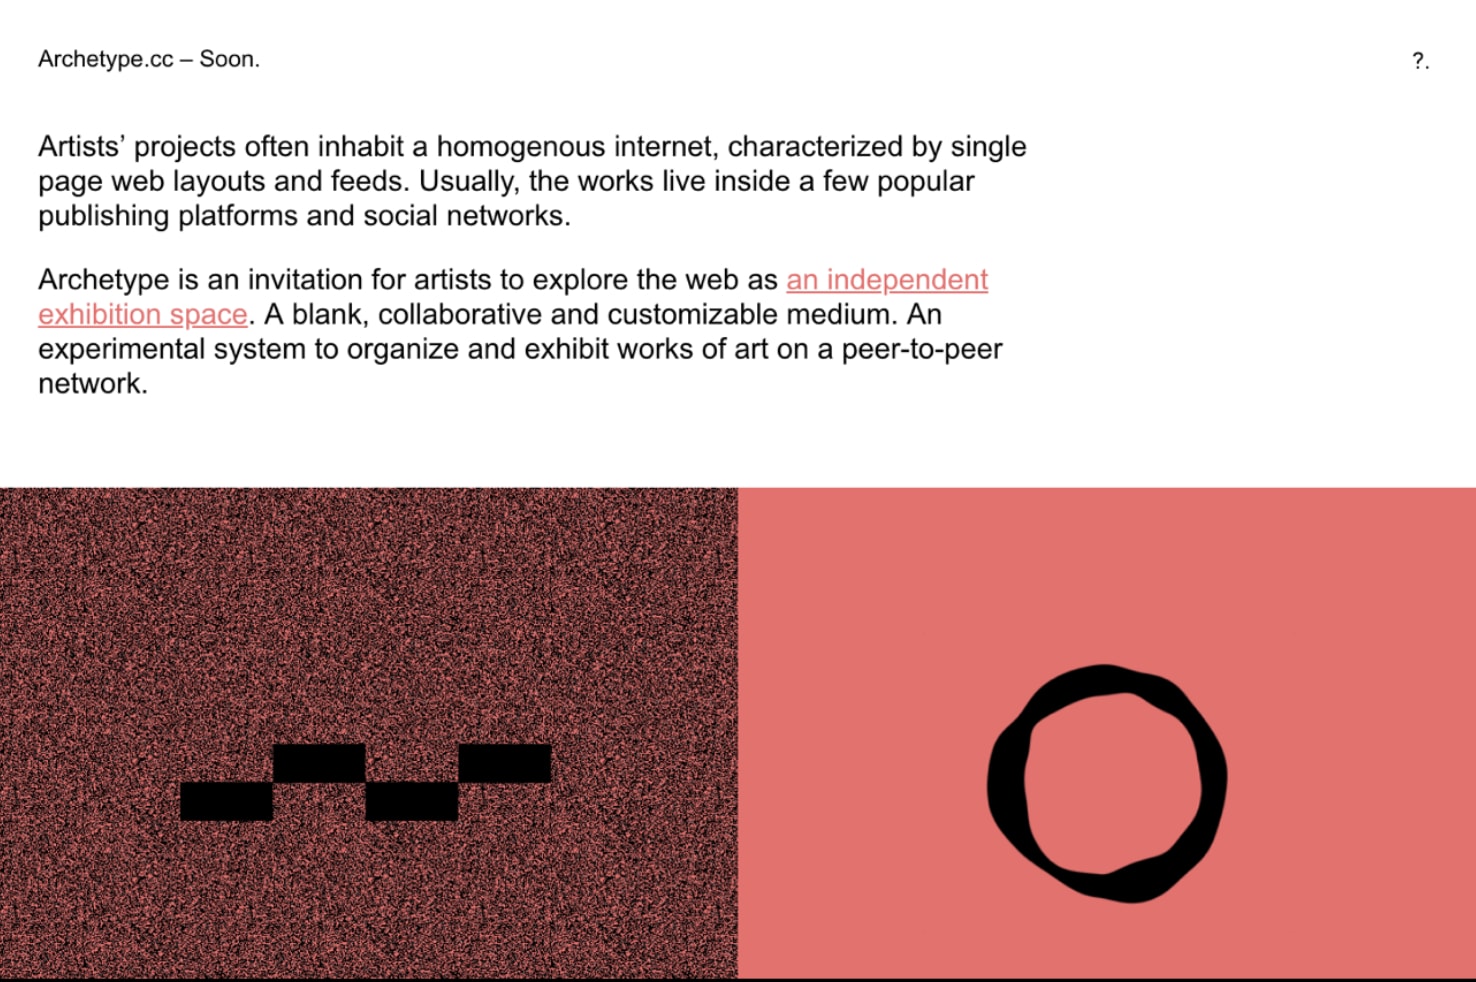 Archetype.cc – Soon.
?.
Artists’ projects often inhabit a homogenous internet, characterized by single
page web layouts and feeds. Usually, the works live inside a few popular
publishing platforms and social networks.
Archetype is an invitation for artists to explore the web as an independent
exhibition space. A blank, collaborative and customizable medium. An
experimental system to organize and exhibit works of art on a peer-to-peer
network.